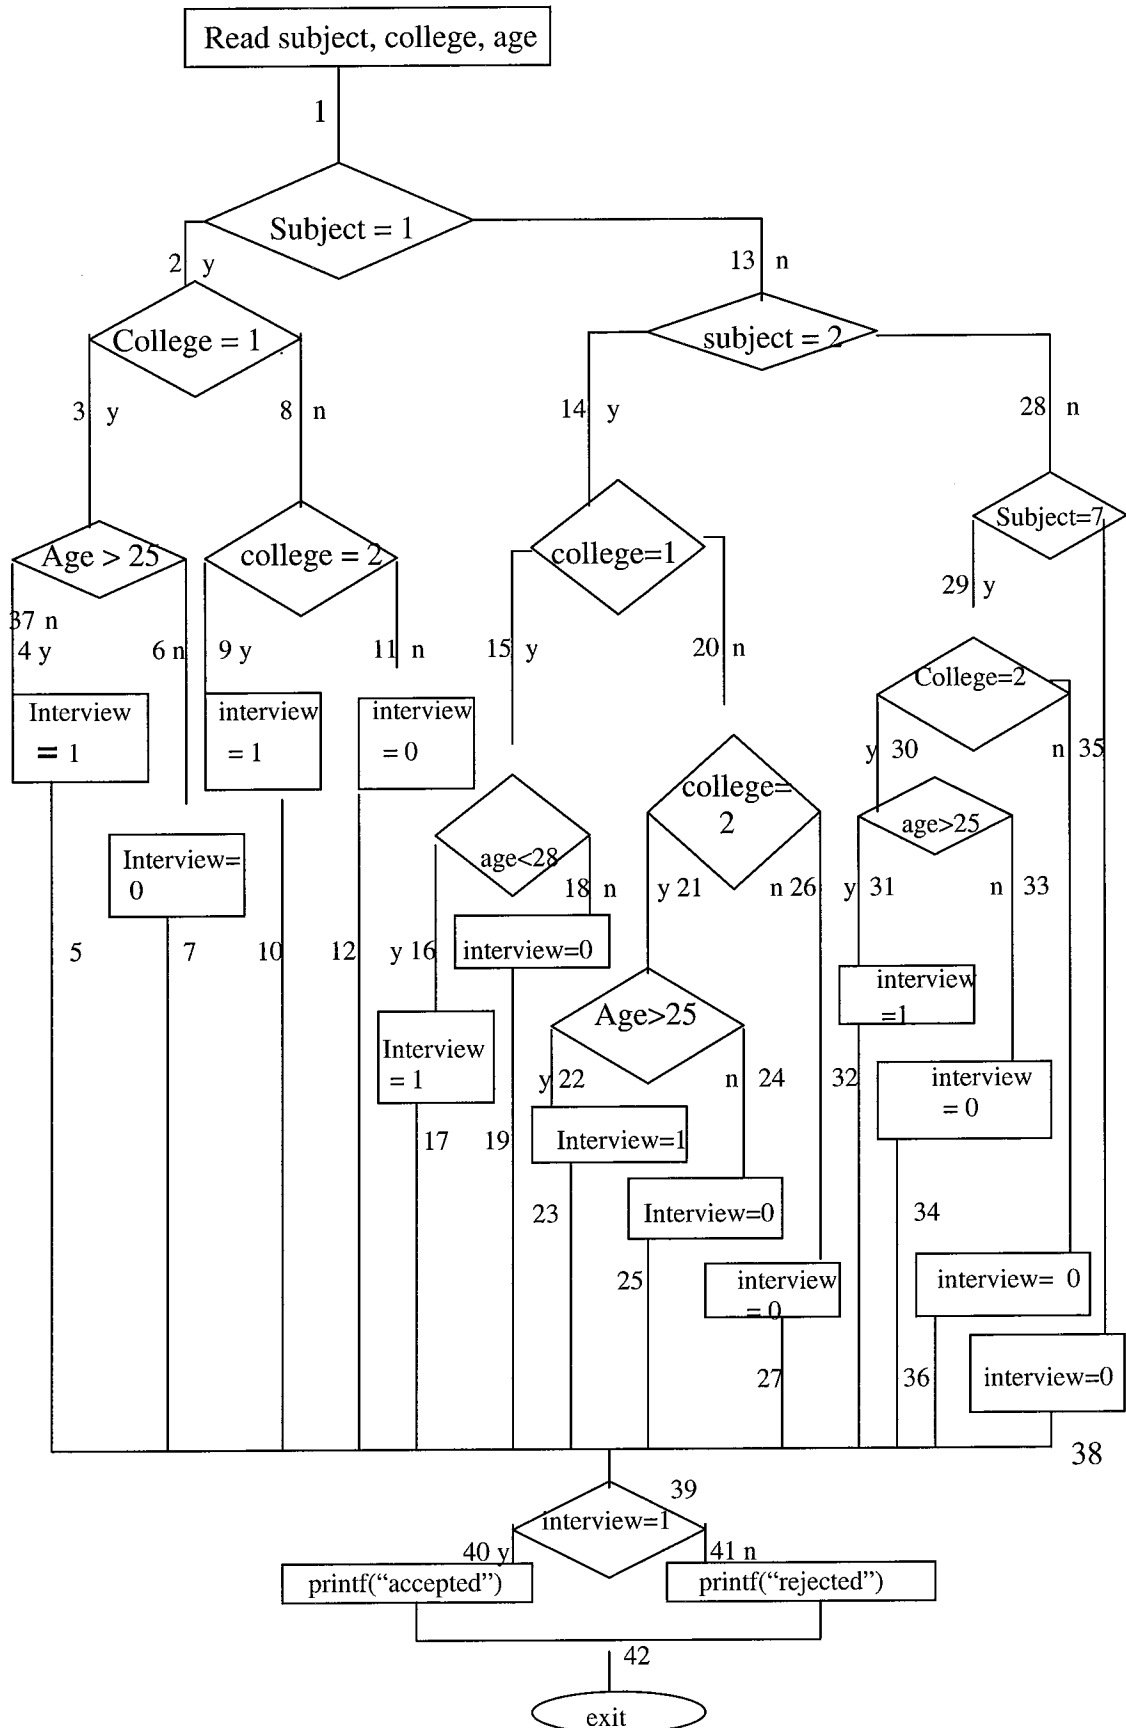 Read subject, college, age
1
Subject = 1
2 y
13 n
College = 1
subject = 2
3 y
8 n
14 y
28 n
Subject=7
Age > 25
college = 2
college=1
29 y
37 n
4 y
6 n
9 y
11 n
15 y
20 n
College=2
Interview
= 1
interview
= 1
interview
= 0
y 30
n 35
college=
2
age>25
Interview=
0
age<28
18 n
y 21
n 26
y 31
n 33
5
7
10
12
y 16
interview=0
interview
=1
Age>25
Interview
= 1
y 22
n 24
32
interview
= 0
17
19
Interview=1
23
Interview=0
34
25
interview
= 0
interview= 0
27
36
interview=0
38
39
interview=1
40 y
41 n
printf(“accepted”)
printf(“rejected”)
42
exit